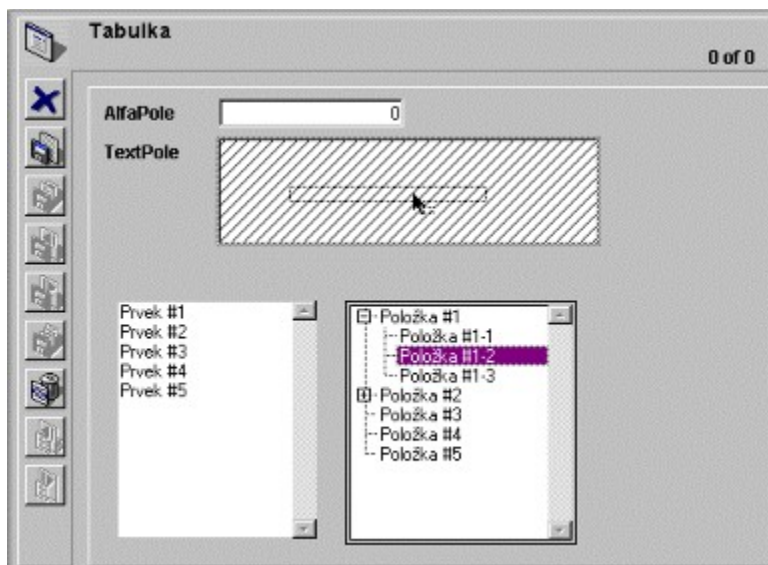 Tabulka
0 of 0
AlfaPole
0
TextPole
Prvek #1
Prvek #2
Prvek #3
Prvek #4
Prvek #5
Položka #1
Položka #1-1
Položka #1-2
Položka #1-3
Položka #2
Položka #3
Položka #4
Položka #5